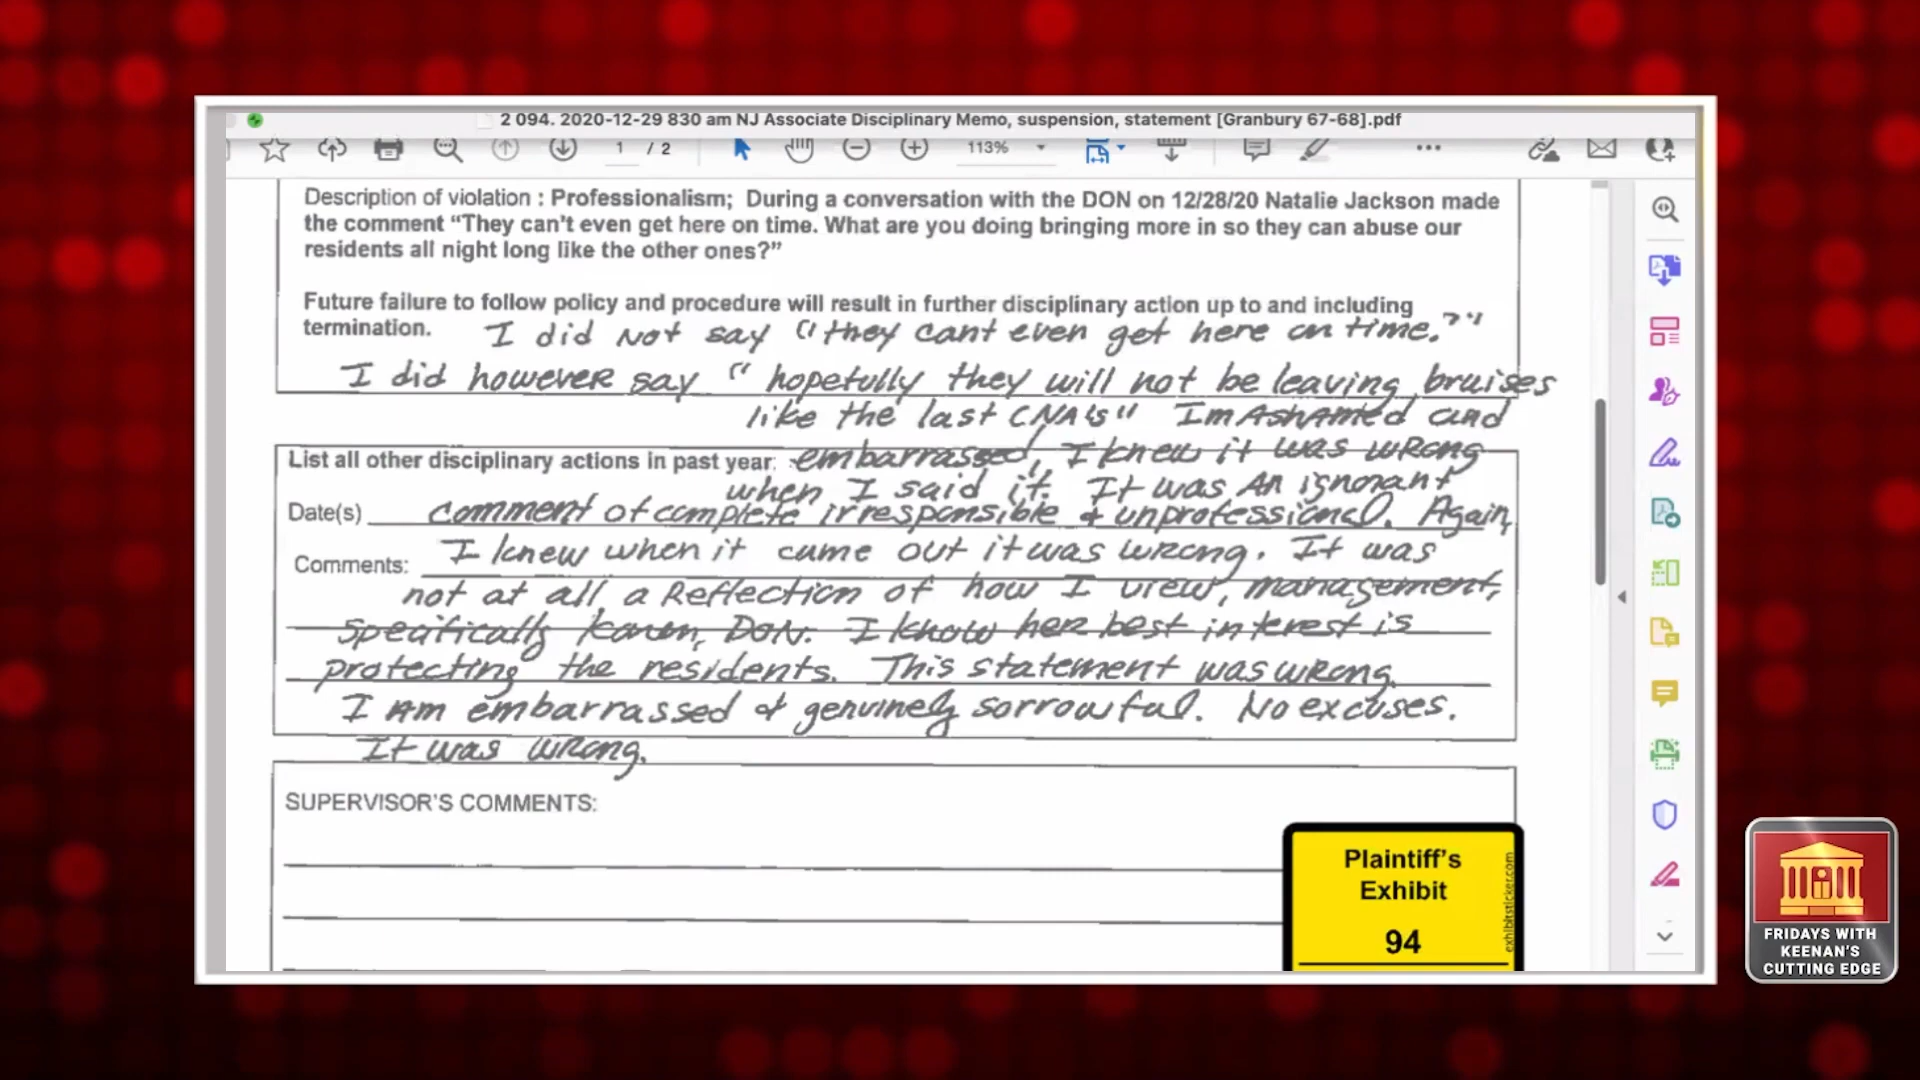 2 094. 2020-12-29 830 am NJ Associate Disciplinary Memo, suspension, statement [Granbury 67-68].pdf
1 / 2
113%
Description of violation : Professionalism; During a conversation with the DON on 12/28/20 Natalie Jackson made
the comment “They can't even get here on time. What are you doing bringing more in so they can abuse our
residents all night long like the other ones?”
Future failure to follow policy and procedure will result in further disciplinary action up to and including
termination. I did not say "they cant even get here on time."
I did however say " hopefully they will not be leaving bruises
like the last CNA's" Im Ashamed and
List all other disciplinary actions in past year: embarrassed, I knew it was wrong
when I said it. It was An ignorant
Date(s) comment of complete irresponsible & unprofessional. Again,
Comments: I knew when it came out it was wrong. It was
not at all, a Reflection of how I view, management,
specifically Karen, DON. I know her best interest is
protecting the residents. This statement was wrong.
I Am embarrassed & genuinely sorrowful. No excuses.
It was wrong.
SUPERVISOR'S COMMENTS:
Plaintiff's
Exhibit
94
exhibitsticker.com
FRIDAYS WITH
KEENAN'S
CUTTING EDGE